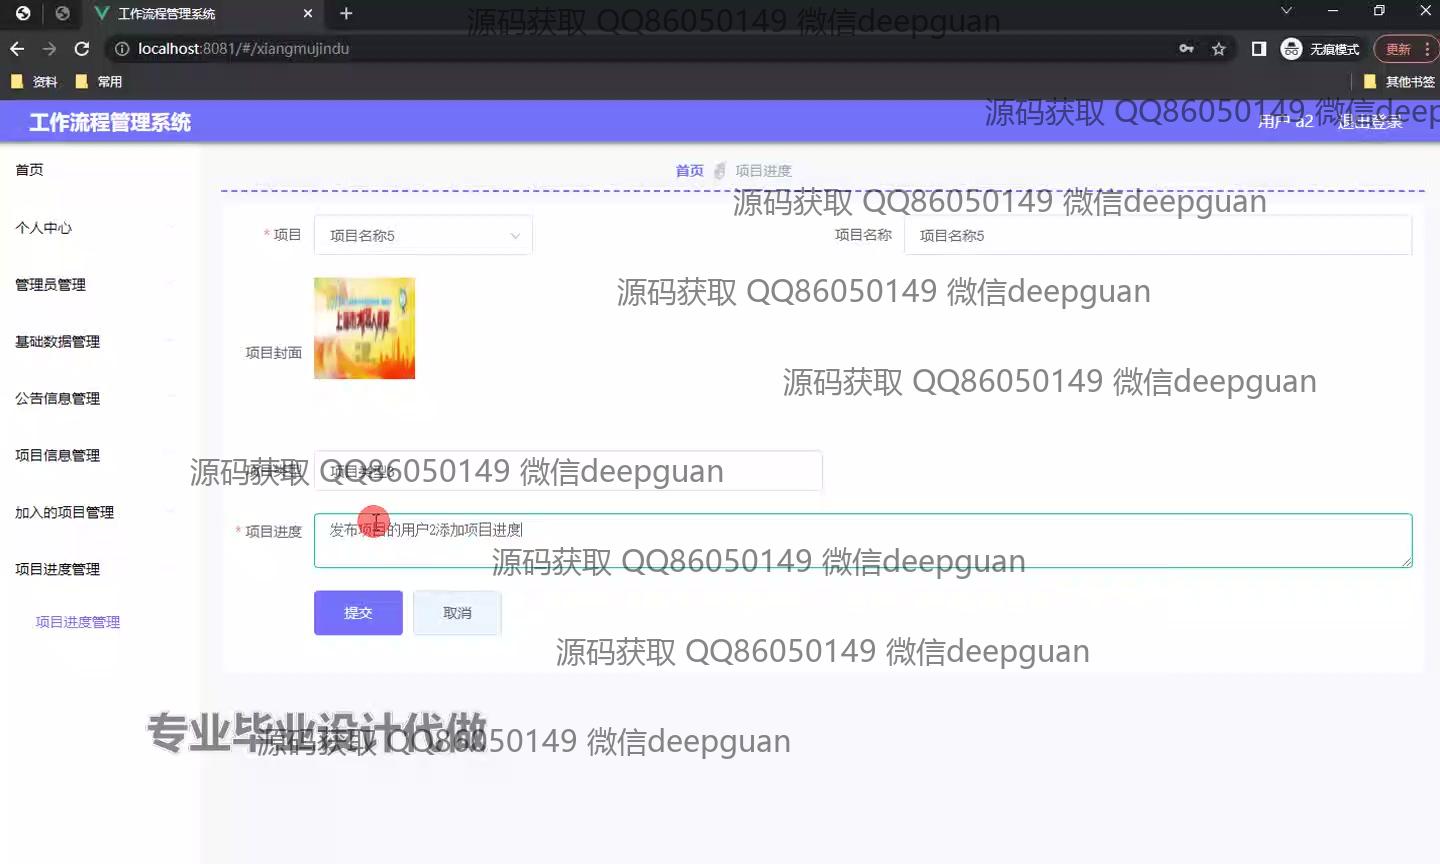 工作流程管理系统
源码获取 QQ86050149 微信deepguan
localhost:8081/#/xiangmujindu
无痕模式
更新
资料
常用
其他书签
工作流程管理系统
源码获取 QQ86050149 微信deep
用户 a2
退出登录
首页
首页
项目进度
源码获取 QQ86050149 微信deepguan
* 项目
项目名称5
项目名称
项目名称5
个人中心
管理员管理
源码获取 QQ86050149 微信deepguan
基础数据管理
项目封面
源码获取 QQ86050149 微信deepguan
公告信息管理
项目信息管理
源码获取 QQ86050149 微信deepguan
加入的项目管理
* 项目进度
发布项目的用户2添加项目进度
源码获取 QQ86050149 微信deepguan
项目进度管理
项目进度管理
提交
取消
源码获取 QQ86050149 微信deepguan
专业毕业设计代做
源码获取 QQ86050149 微信deepguan